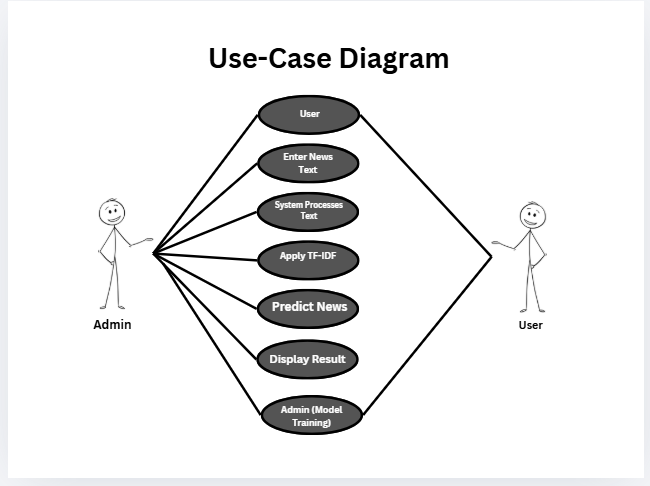 Use-Case Diagram
User
Enter News
Text
System Processes
Text
Apply TF-IDF
Predict News
Display Result
Admin (Model
Training)
Admin
User